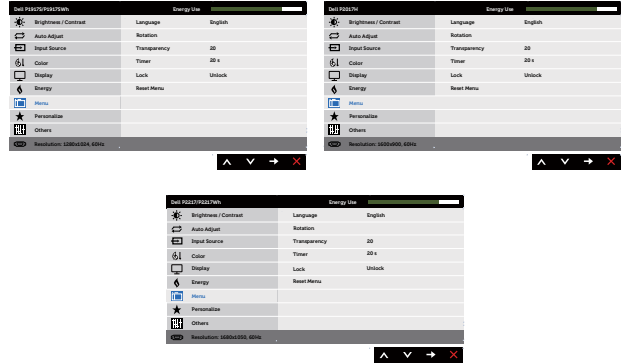 Dell P1917S/P1917SWh Energy Use
Brightness / Contrast Language English
Auto Adjust Rotation
Input Source Transparency 20
Color Timer 20 s
Display Lock Unlock
Energy Reset Menu
Menu
Personalize
Others
Resolution: 1280x1024, 60Hz
Dell P2017H Energy Use
Brightness / Contrast Language English
Auto Adjust Rotation
Input Source Transparency 20
Color Timer 20 s
Display Lock Unlock
Energy Reset Menu
Menu
Personalize
Others
Resolution: 1600x900, 60Hz
Dell P2217/P2217Wh Energy Use
Brightness / Contrast Language English
Auto Adjust Rotation
Input Source Transparency 20
Color Timer 20 s
Display Lock Unlock
Energy Reset Menu
Menu
Personalize
Others
Resolution: 1680x1050, 60Hz